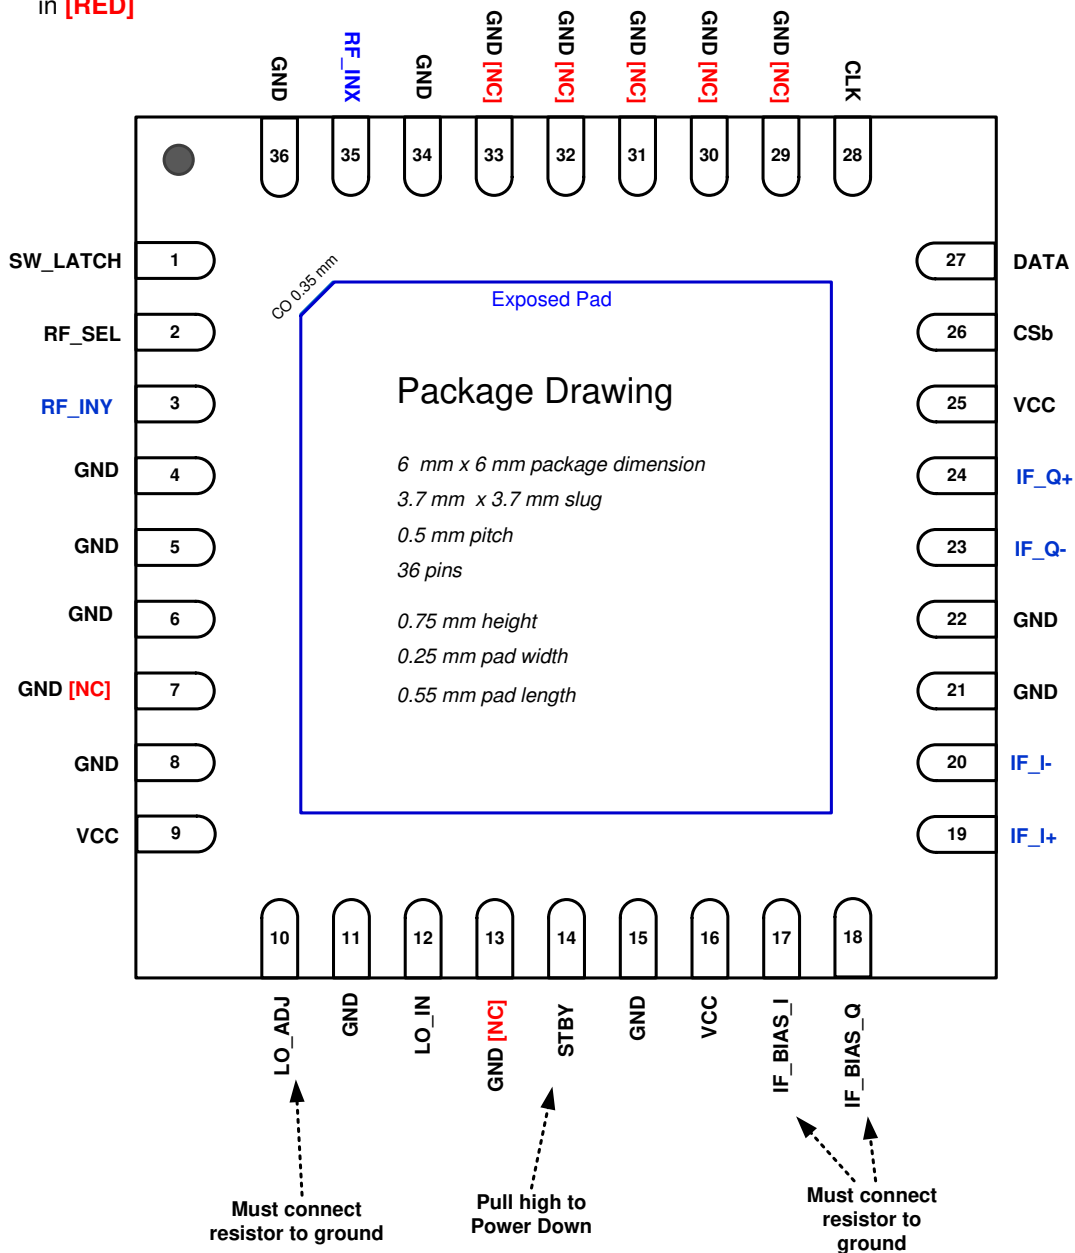 in [RED]
GND
RF_INX
GND
GND [NC]
GND [NC]
GND [NC]
GND [NC]
GND [NC]
CLK
36
35
34
33
32
31
30
29
28
SW_LATCH 1
RF_SEL 2
RF_INY 3
GND 4
GND 5
GND 6
GND [NC] 7
GND 8
VCC 9
CO 0.35 mm
Exposed Pad
Package Drawing
6 mm x 6 mm package dimension
3.7 mm x 3.7 mm slug
0.5 mm pitch
36 pins
0.75 mm height
0.25 mm pad width
0.55 mm pad length
27 DATA
26 CSb
25 VCC
24 IF_Q+
23 IF_Q-
22 GND
21 GND
20 IF_I-
19 IF_I+
10
11
12
13
14
15
16
17
18
LO_ADJ
GND
LO_IN
GND [NC]
STBY
GND
VCC
IF_BIAS_I
IF_BIAS_Q
Must connect
resistor to ground
Pull high to
Power Down
Must connect
resistor to
ground